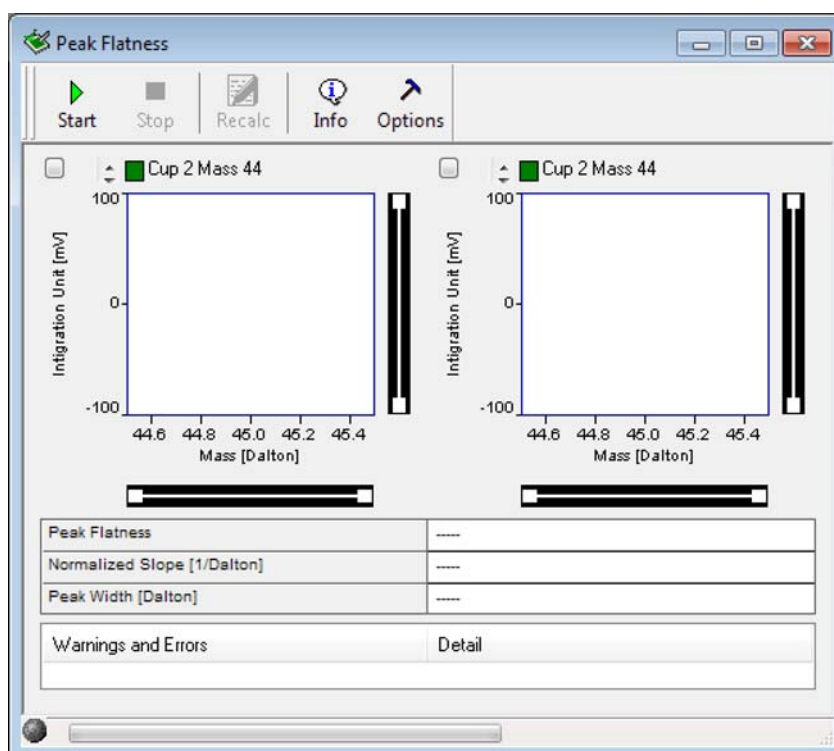 Peak Flatness
Start Stop Recalc Info Options
Cup 2 Mass 44
Intigration Unit [mV]
100
0
-100
44.6 44.8 45.0 45.2 45.4
Mass [Dalton]
Cup 2 Mass 44
Intigration Unit [mV]
100
0
-100
44.6 44.8 45.0 45.2 45.4
Mass [Dalton]
Peak Flatness -----
Normalized Slope [1/Dalton] -----
Peak Width [Dalton] -----
Warnings and Errors Detail